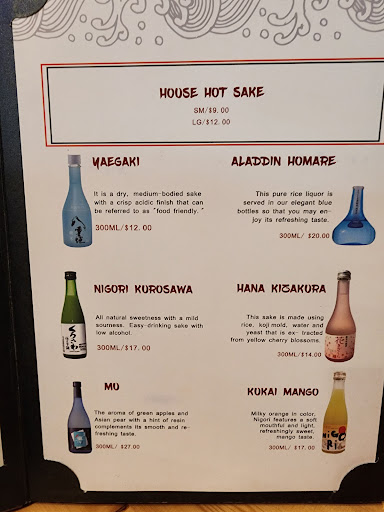 HOUSE HOT SAKE
SM/$9.00
LG/$12.00
YAEGAKI
It is a dry, medium-bodied sake
with a crisp acidic finish that can
be referred to as "food friendly."
300ML/$12.00
ALADDIN HOMARE
This pure rice liquor is
served in our elegant blue
bottles so that you may en-
joy its refreshing taste.
300ML/ $20.00
NIGORI KUROSAWA
All natural sweetness with a mild
sourness. Easy-drinking sake with
low alcohol.
300ML/$17.00
くろさわ
HANA KIZAKURA
This sake is made using
rice, koji mold, water and
yeast that is ex- tracted
from yellow cherry blossoms.
300ML/$14.00
MU
The aroma of green apples and
Asian pear with a hint of resin
complements its smooth and re-
freshing taste.
300ML/ $27.00
KUKAI MANGO
Milky orange in color,
Nigori features a soft
mouthful and light,
refreshingly sweet,
mango taste.
300ML/ $17.00
NIGO
RI